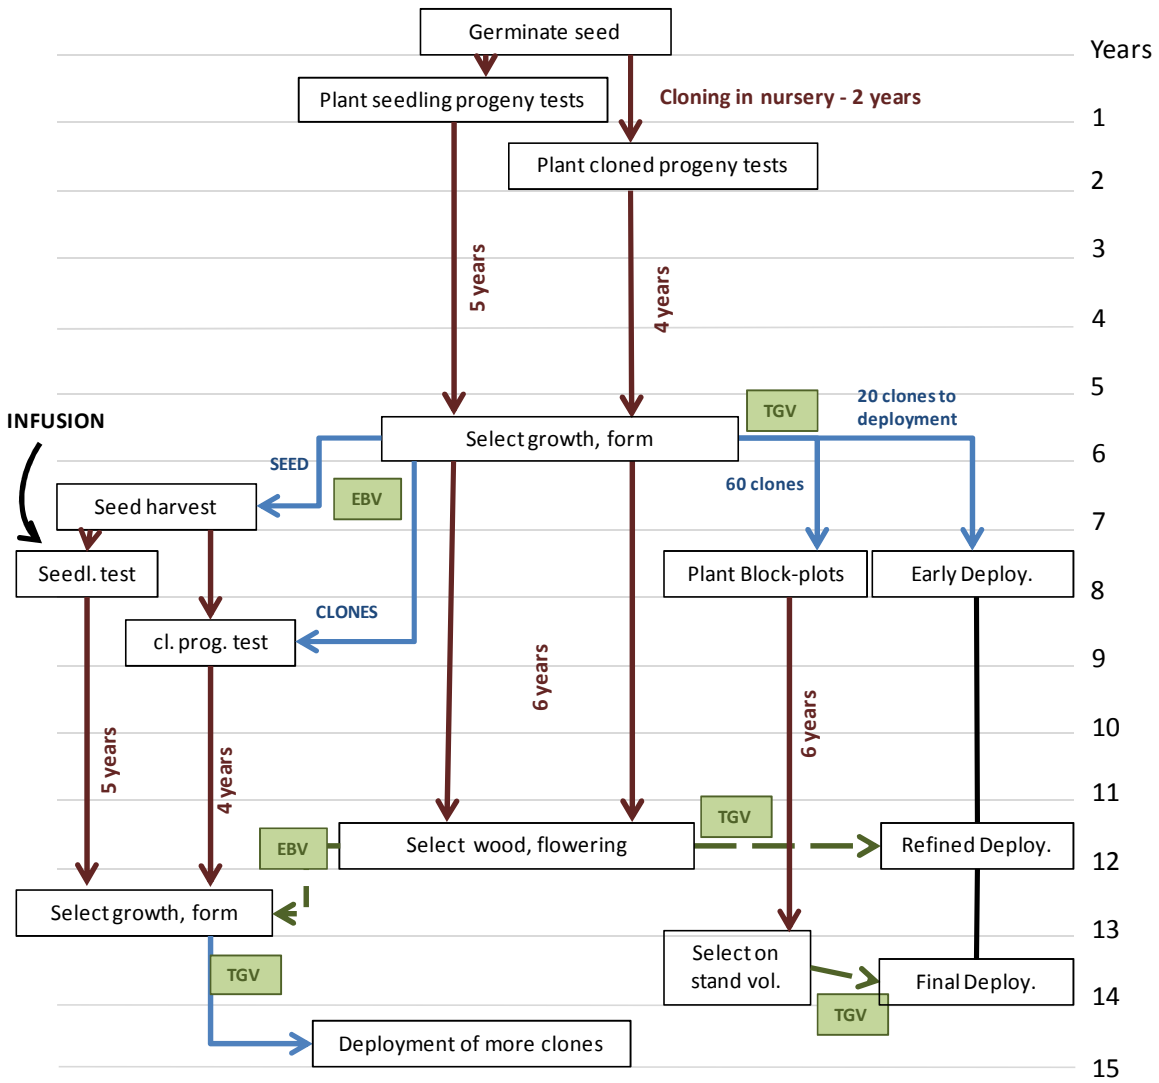 Germinate seed
Years
Plant seedling progeny tests
Cloning in nursery - 2 years
1
Plant cloned progeny tests
2
3
5 years
4 years
4
5
TGV
20 clones to
deployment
INFUSION
Select growth, form
6
SEED
60 clones
EBV
Seed harvest
7
Seedl. test
Plant Block-plots
Early Deploy.
8
CLONES
cl. prog. test
9
6 years
6 years
10
5 years
4 years
11
TGV
EBV
Select wood, flowering
Refined Deploy.
12
Select growth, form
13
Select on
stand vol.
TGV
Final Deploy.
14
TGV
Deployment of more clones
15